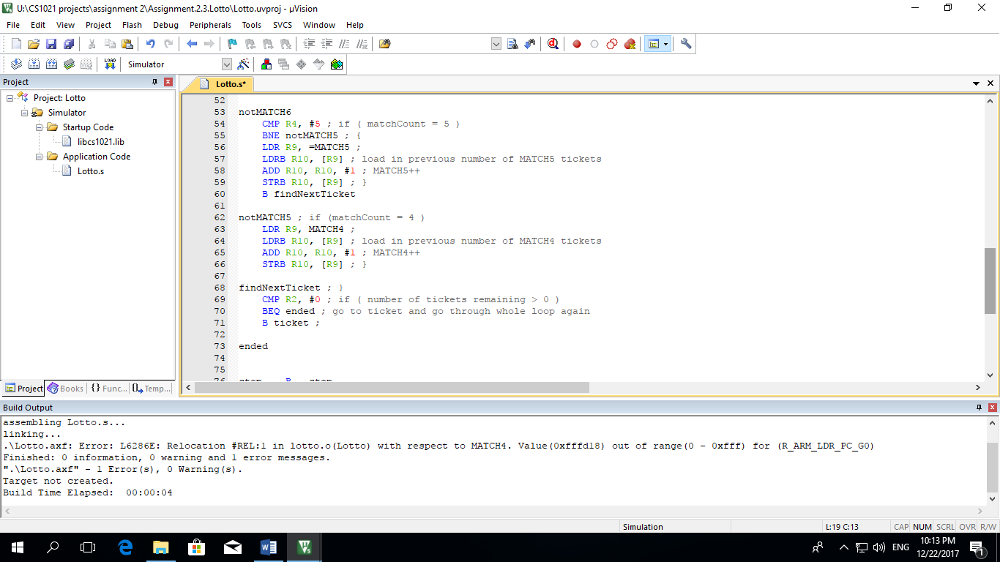 U:\CS1021 projects\assignment 2\Assignment.2.3.Lotto\Lotto.uvproj - µVision
File Edit View Project Flash Debug Peripherals Tools SVCS Window Help
LOAD Simulator
Project
Lotto.s*
Project: Lotto
Simulator
Startup Code
libcs1021.lib
Application Code
Lotto.s
52
53 notMATCH6
54 CMP R4, #5 ; if ( matchCount = 5 )
55 BNE notMATCH5 ; {
56 LDR R9, =MATCH5 ;
57 LDRB R10, [R9] ; load in previous number of MATCH5 tickets
58 ADD R10, R10, #1 ; MATCH5++
59 STRB R10, [R9] ; }
60 B findNextTicket
61
62 notMATCH5 ; if (matchCount = 4 )
63 LDR R9, MATCH4 ;
64 LDRB R10, [R9] ; load in previous number of MATCH4 tickets
65 ADD R10, R10, #1 ; MATCH4++
66 STRB R10, [R9] ; }
67
68 findNextTicket ; }
69 CMP R2, #0 ; if ( number of tickets remaining > 0 )
70 BEQ ended ; go to ticket and go through whole loop again
71 B ticket ;
72
73 ended
74
75
76 stop B stop
Project Books {} Func... Temp...
Build Output
assembling Lotto.s...
linking...
.\Lotto.axf: Error: L6286E: Relocation #REL:1 in lotto.o(Lotto) with respect to MATCH4. Value(0xfffd18) out of range(0 - 0xfff) for (R_ARM_LDR_PC_G0)
Finished: 0 information, 0 warning and 1 error messages.
".\Lotto.axf" - 1 Error(s), 0 Warning(s).
Target not created.
Build Time Elapsed: 00:00:04
Simulation L:19 C:13 CAP NUM SCRL OVR R/W
ENG
10:13 PM
12/22/2017
1